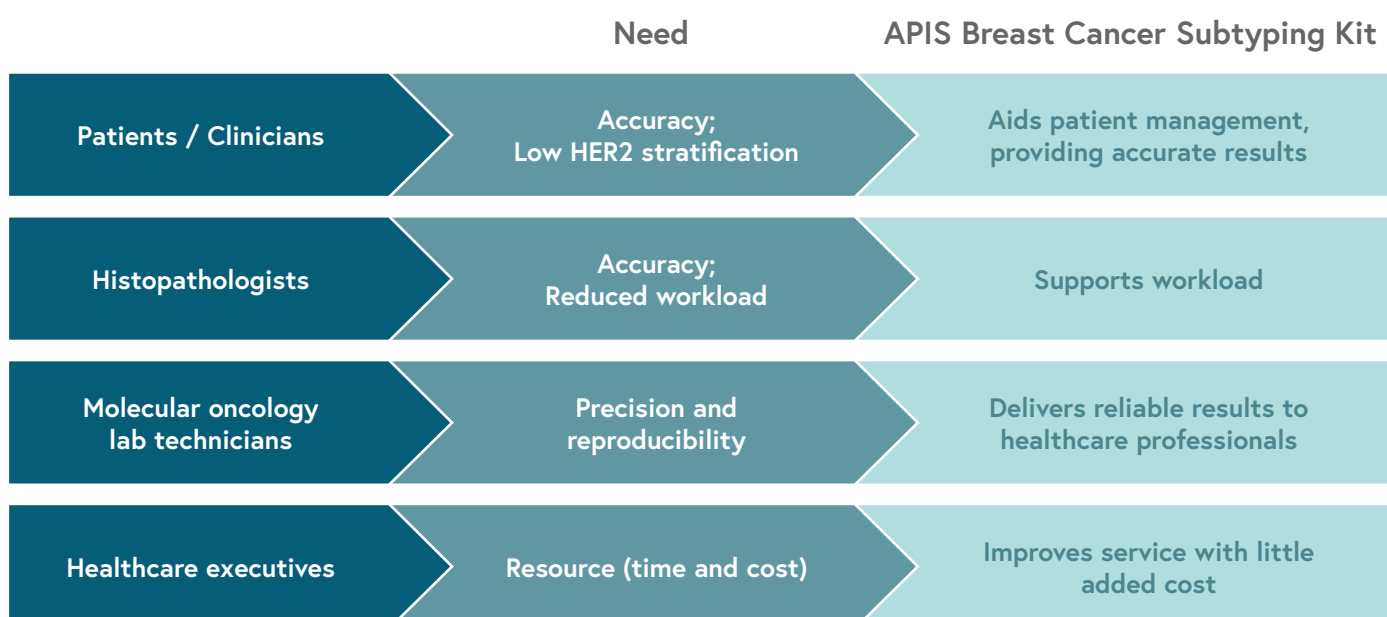 Need
APIS Breast Cancer Subtyping Kit
Patients / Clinicians
Accuracy;
Low HER2 stratification
Aids patient management,
providing accurate results
Histopathologists
Accuracy;
Reduced workload
Supports workload
Molecular oncology
lab technicians
Precision and
reproducibility
Delivers reliable results to
healthcare professionals
Healthcare executives
Resource (time and cost)
Improves service with little
added cost